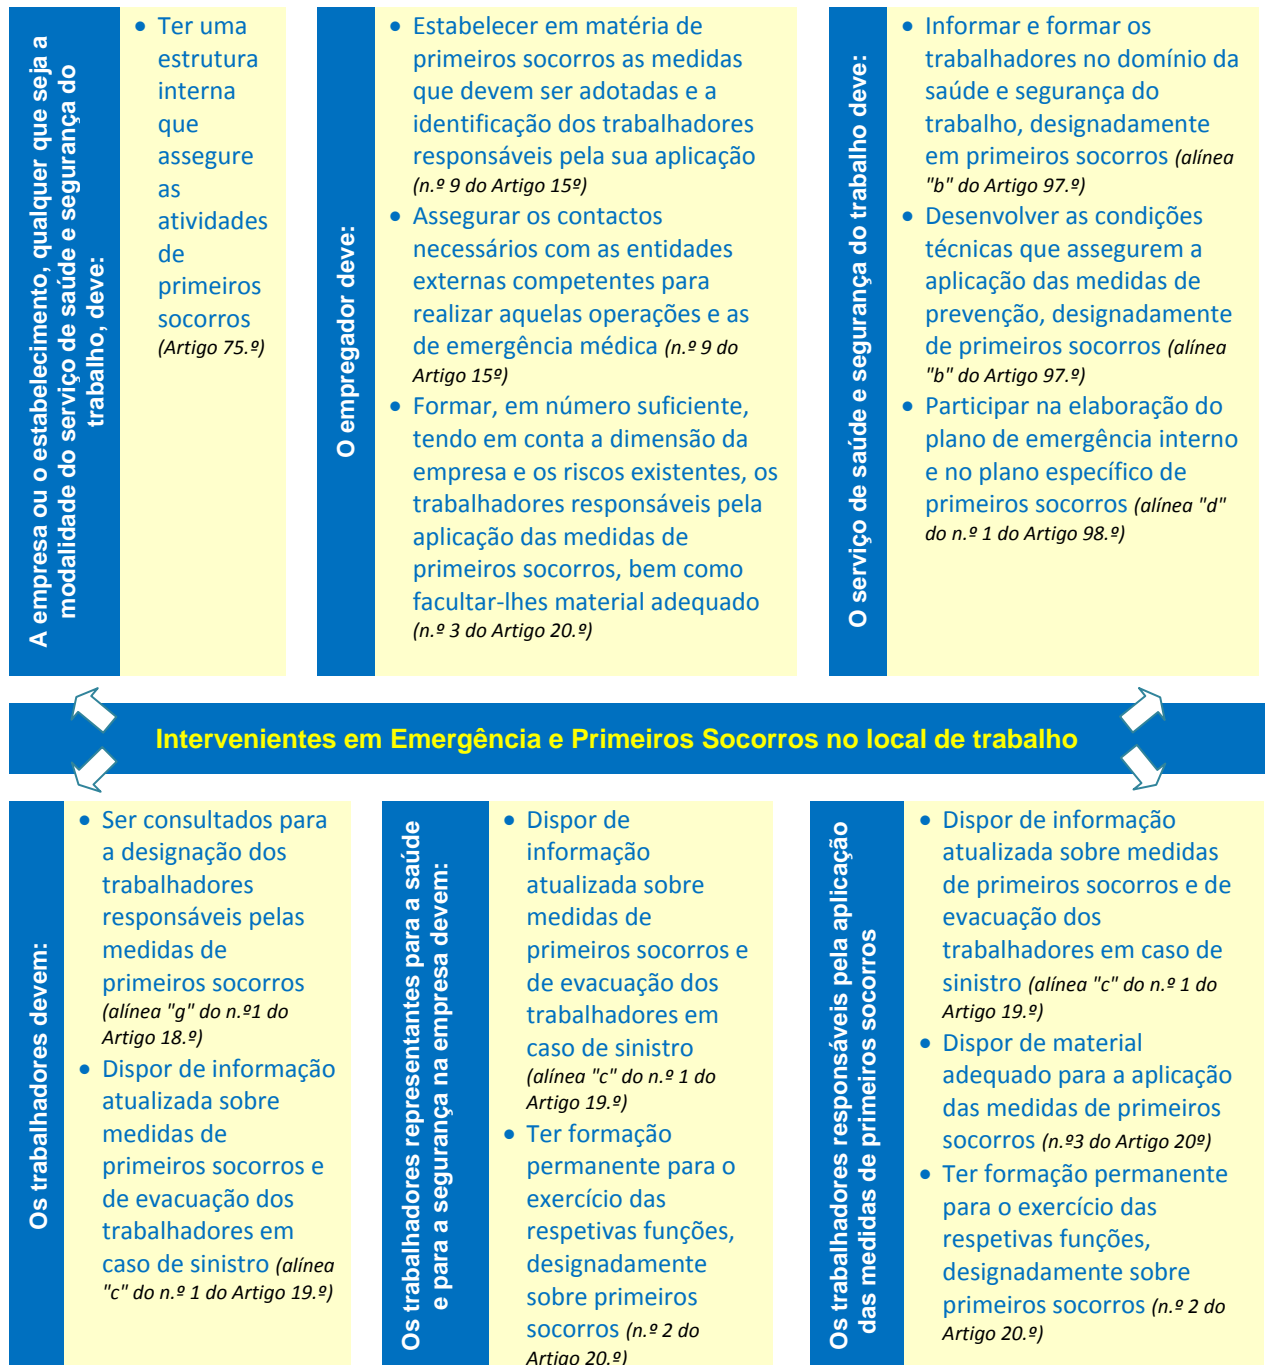 A empresa ou o estabelecimento, qualquer que seja a
modalidade do serviço de saúde e segurança do
trabalho, deve:
• Ter uma
estrutura
interna
que
assegure
as
atividades
de
primeiros
socorros
(Artigo 75.º)
O empregador deve:
• Estabelecer em matéria de
primeiros socorros as medidas
que devem ser adotadas e a
identificação dos trabalhadores
responsáveis pela sua aplicação
(n.º 9 do Artigo 15º)
• Assegurar os contactos
necessários com as entidades
externas competentes para
realizar aquelas operações e as
de emergência médica (n.º 9 do
Artigo 15º)
• Formar, em número suficiente,
tendo em conta a dimensão da
empresa e os riscos existentes, os
trabalhadores responsáveis pela
aplicação das medidas de
primeiros socorros, bem como
facultar-lhes material adequado
(n.º 3 do Artigo 20.º)
O serviço de saúde e segurança do trabalho deve:
• Informar e formar os
trabalhadores no domínio da
saúde e segurança do
trabalho, designadamente
em primeiros socorros (alínea
"b" do Artigo 97.º)
• Desenvolver as condições
técnicas que assegurem a
aplicação das medidas de
prevenção, designadamente
de primeiros socorros (alínea
"b" do Artigo 97.º)
• Participar na elaboração do
plano de emergência interno
e no plano específico de
primeiros socorros (alínea "d"
do n.º 1 do Artigo 98.º)
Intervenientes em Emergência e Primeiros Socorros no local de trabalho
Os trabalhadores devem:
• Ser consultados para
a designação dos
trabalhadores
responsáveis pelas
medidas de
primeiros socorros
(alínea "g" do n.º1 do
Artigo 18.º)
• Dispor de informação
atualizada sobre
medidas de
primeiros socorros e
de evacuação dos
trabalhadores em
caso de sinistro (alínea
"c" do n.º 1 do Artigo 19.º)
Os trabalhadores representantes para a saúde
e para a segurança na empresa devem:
• Dispor de
informação
atualizada sobre
medidas de
primeiros socorros e
de evacuação dos
trabalhadores em
caso de sinistro
(alínea "c" do n.º 1 do
Artigo 19.º)
• Ter formação
permanente para o
exercício das
respetivas funções,
designadamente
sobre primeiros
socorros (n.º 2 do
Artigo 20.º)
Os trabalhadores responsáveis pela aplicação
das medidas de primeiros socorros
• Dispor de informação
atualizada sobre medidas
de primeiros socorros e de
evacuação dos
trabalhadores em caso de
sinistro (alínea "c" do n.º 1 do
Artigo 19.º)
• Dispor de material
adequado para a aplicação
das medidas de primeiros
socorros (n.º3 do Artigo 20º)
• Ter formação permanente
para o exercício das
respetivas funções,
designadamente sobre
primeiros socorros (n.º 2 do
Artigo 20.º)